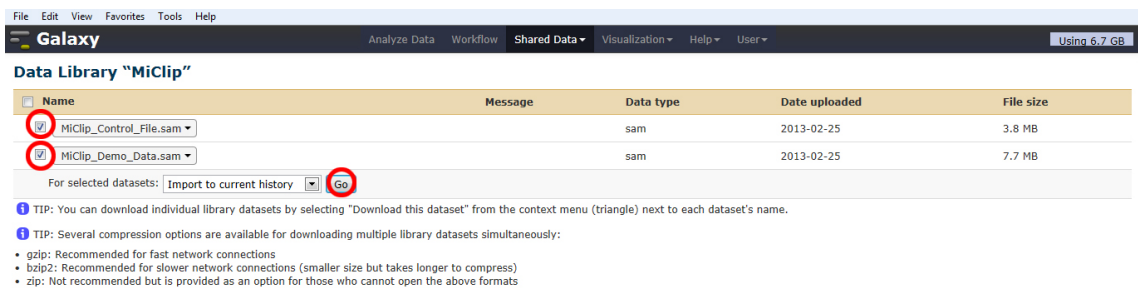 File Edit View Favorites Tools Help
Galaxy Analyze Data Workflow Shared Data Visualization Help User Using 6.7 GB
Data Library “MiClip”
Name Message Data type Date uploaded File size
MiClip_Control_File.sam sam 2013-02-25 3.8 MB
MiClip_Demo_Data.sam sam 2013-02-25 7.7 MB
For selected datasets: Import to current history Go
TIP: You can download individual library datasets by selecting "Download this dataset" from the context menu (triangle) next to each dataset's name.
TIP: Several compression options are available for downloading multiple library datasets simultaneously:
• gzip: Recommended for fast network connections
• bzip2: Recommended for slower network connections (smaller size but takes longer to compress)
• zip: Not recommended but is provided as an option for those who cannot open the above formats